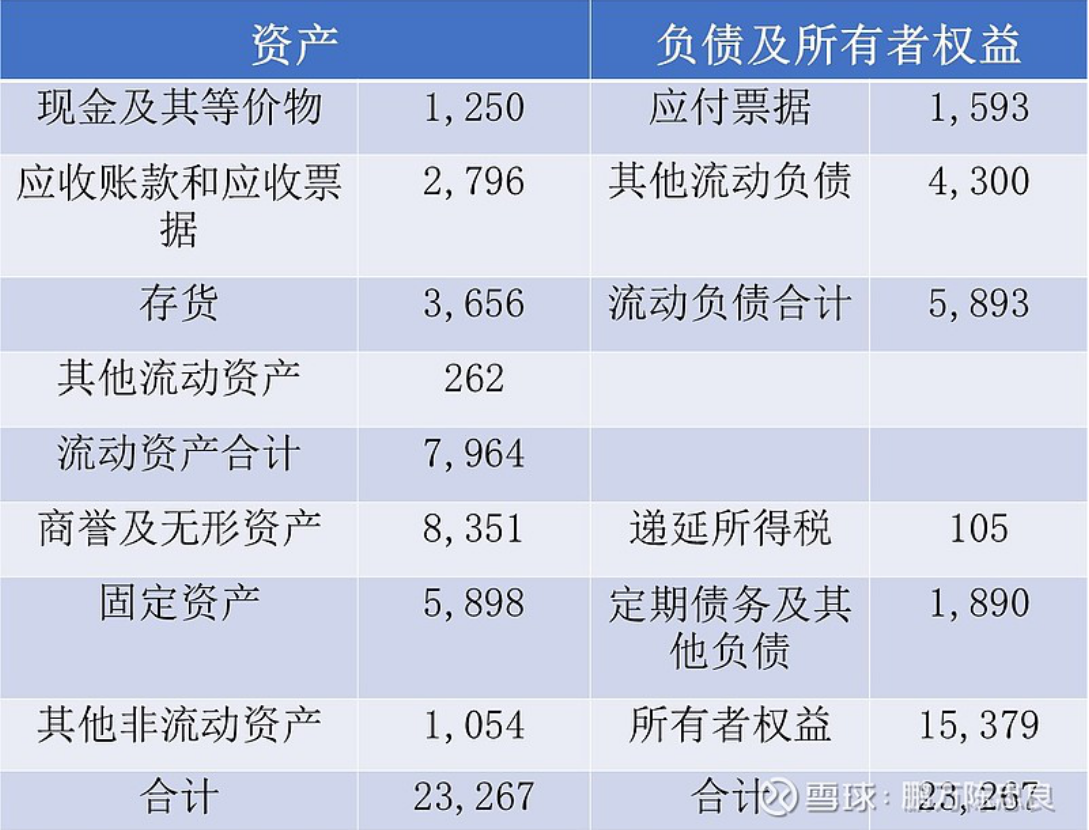 资产 负债及所有者权益
现金及其等价物 1,250 应付票据 1,593
应收账款和应收票 2,796 其他流动负债 4,300
据
存货 3,656 流动负债合计 5,893
其他流动资产 262
流动资产合计 7,964
商誉及无形资产 8,351 递延所得税 105
固定资产 5,898 定期债务及其 1,890
他负债
其他非流动资产 1,054 所有者权益 15,379
合计 23,267 合计 23,267
雪球：鹏万陈忠良